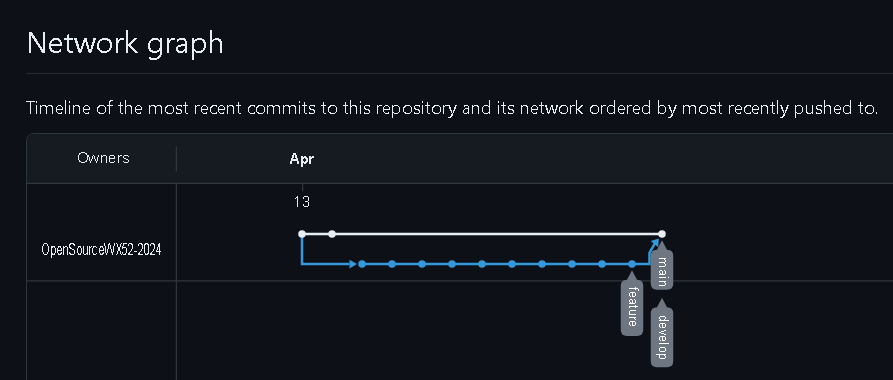 Network graph
Timeline of the most recent commits to this repository and its network ordered by most recently pushed to.
Owners
Apr
13
OpenSourceWX52-2024
main
feature
develop